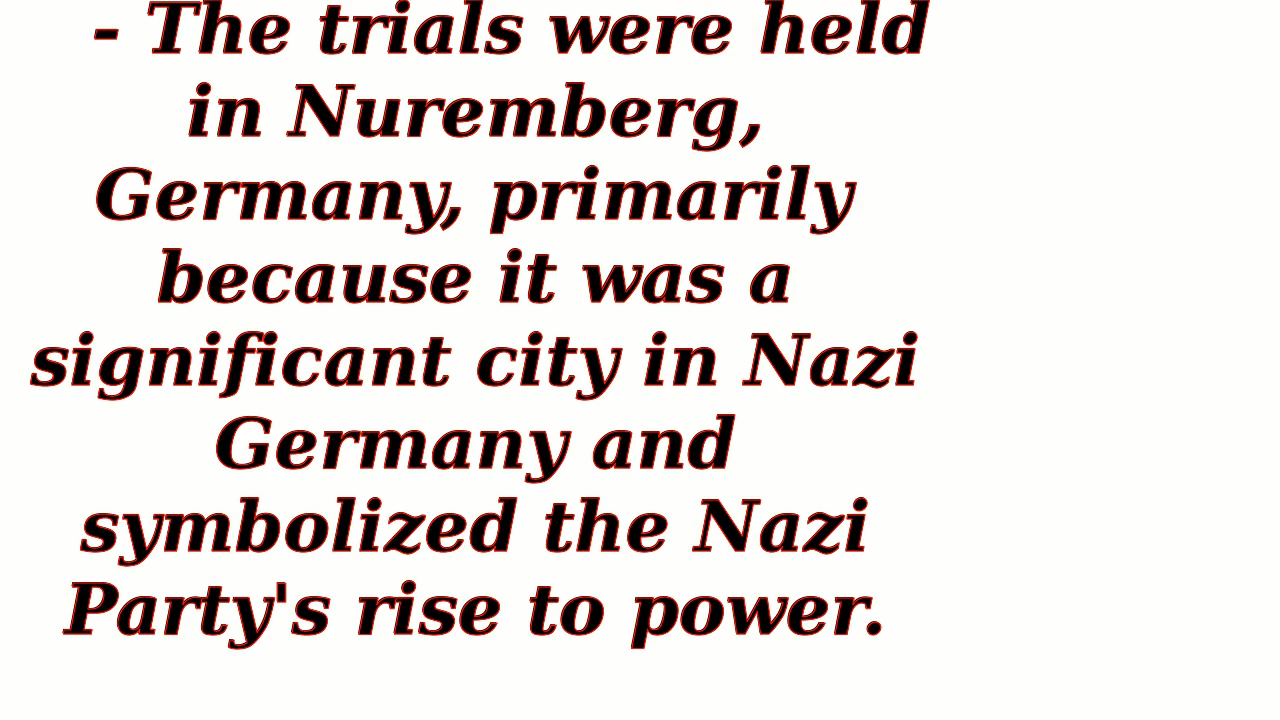 - The trials were held
in Nuremberg,
Germany, primarily
because it was a
significant city in Nazi
Germany and
symbolized the Nazi
Party's rise to power.